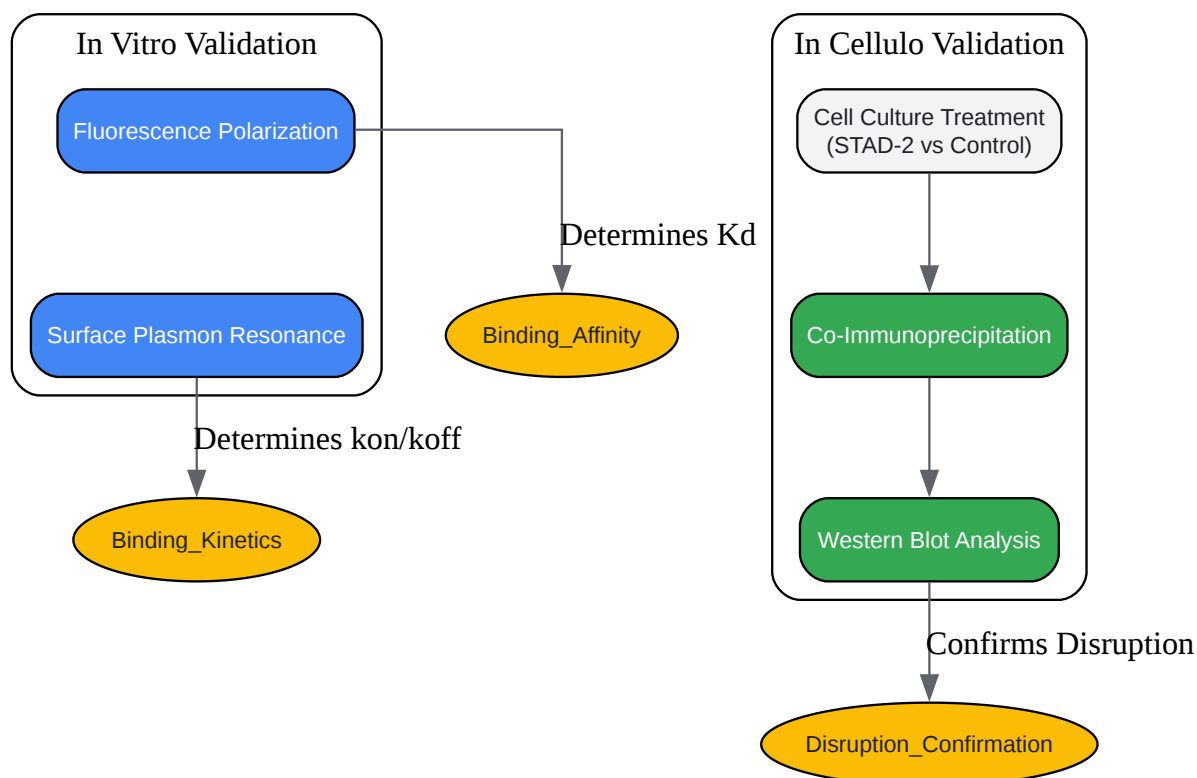 In Vitro Validation
Fluorescence Polarization
Surface Plasmon Resonance
Determines Kd
Binding_Affinity
Determines kon/koff
Binding_Kinetics
In Cellulo Validation
Cell Culture Treatment
(STAD-2 vs Control)
Co-Immunoprecipitation
Western Blot Analysis
Confirms Disruption
Disruption_Confirmation